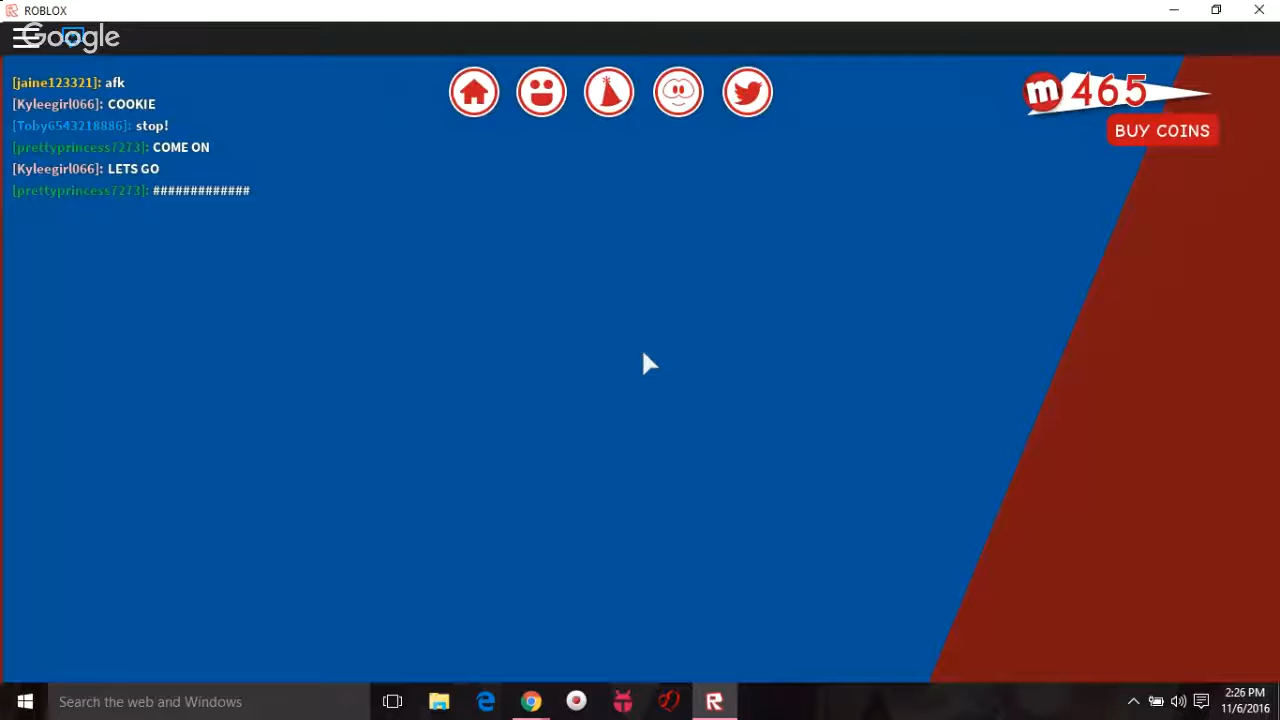 ROBLOX
Google
[jaine123321]: afk
[Kyleegirl066]: COOKIE
[Toby6543218886]: stop!
[prettyprincess7273]: COME ON
[Kyleegirl066]: LETS GO
[prettyprincess7273]: #############
m 465
BUY COINS
Search the web and Windows
2:26 PM
11/6/2016